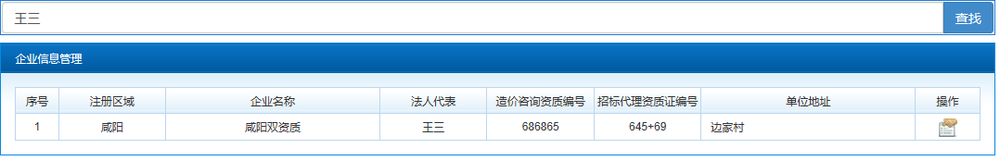 王三 查找
企业信息管理
序号 注册区域 企业名称 法人代表 造价咨询资质编号 招标代理资质证编号 单位地址 操作
1 咸阳 咸阳双资质 王三 686865 645+69 边家村